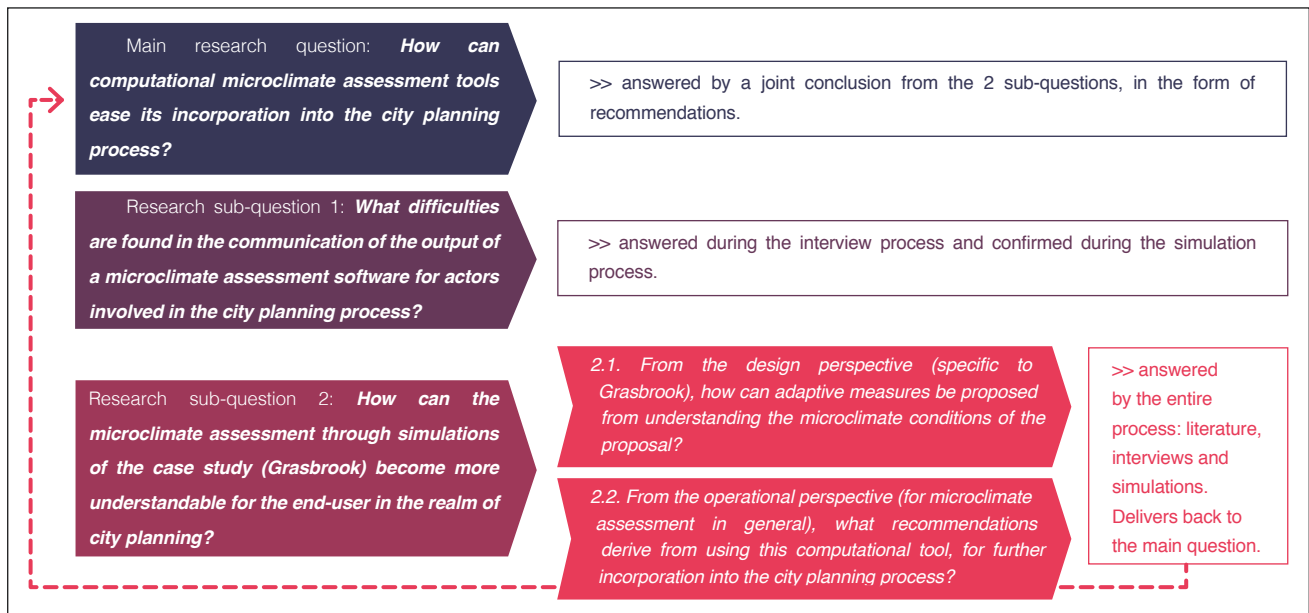 Main research question: How can
computational microclimate assessment tools
ease its incorporation into the city planning
process?
>> answered by a joint conclusion from the 2 sub-questions, in the form of
recommendations.
Research sub-question 1: What difficulties
are found in the communication of the output of
a microclimate assessment software for actors
involved in the city planning process?
>> answered during the interview process and confirmed during the simulation
process.
Research sub-question 2: How can the
microclimate assessment through simulations
of the case study (Grasbrook) become more
understandable for the end-user in the realm of
city planning?
2.1. From the design perspective (specific to
Grasbrook), how can adaptive measures be proposed
from understanding the microclimate conditions of the
proposal?
2.2. From the operational perspective (for microclimate
assessment in general), what recommendations
derive from using this computational tool, for further
incorporation into the city planning process?
>> answered
by the entire
process: literature,
interviews and
simulations.
Delivers back to
the main question.